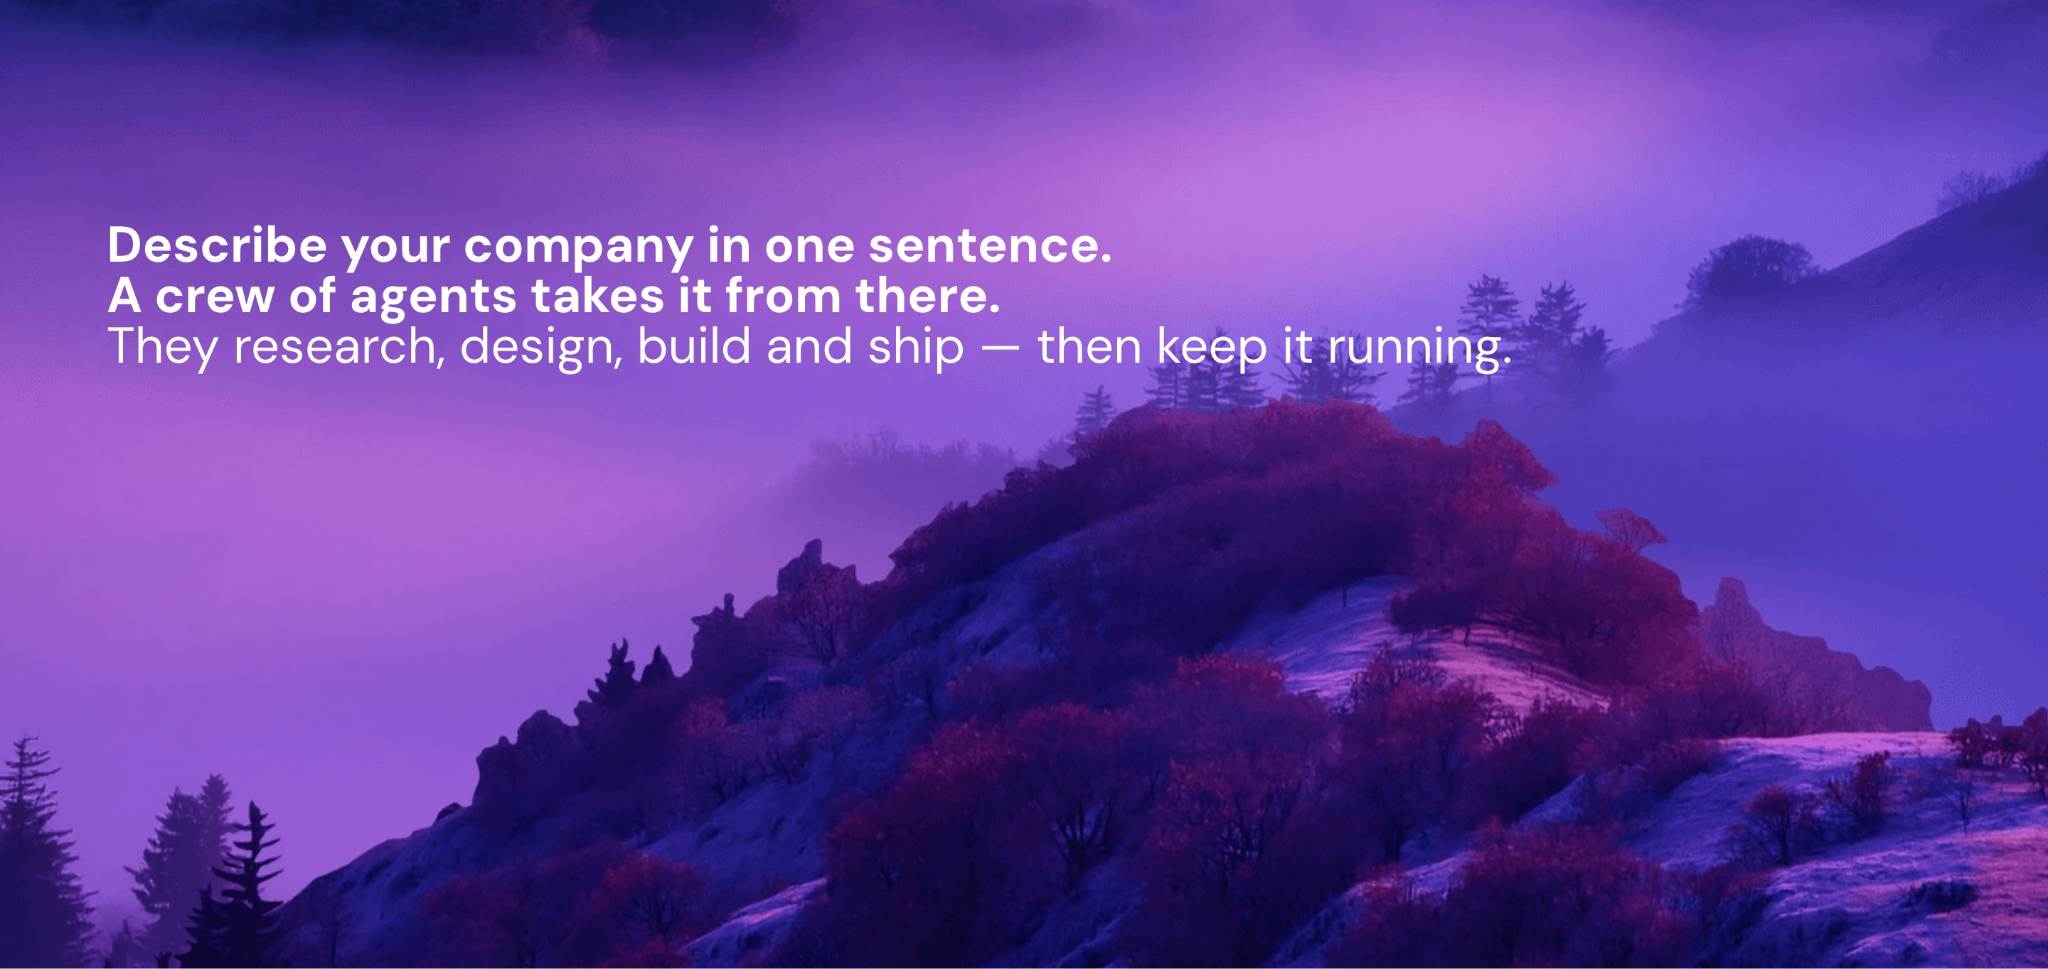 Describe your company in one sentence.
A crew of agents takes it from there.
They research, design, build and ship — then keep it running.